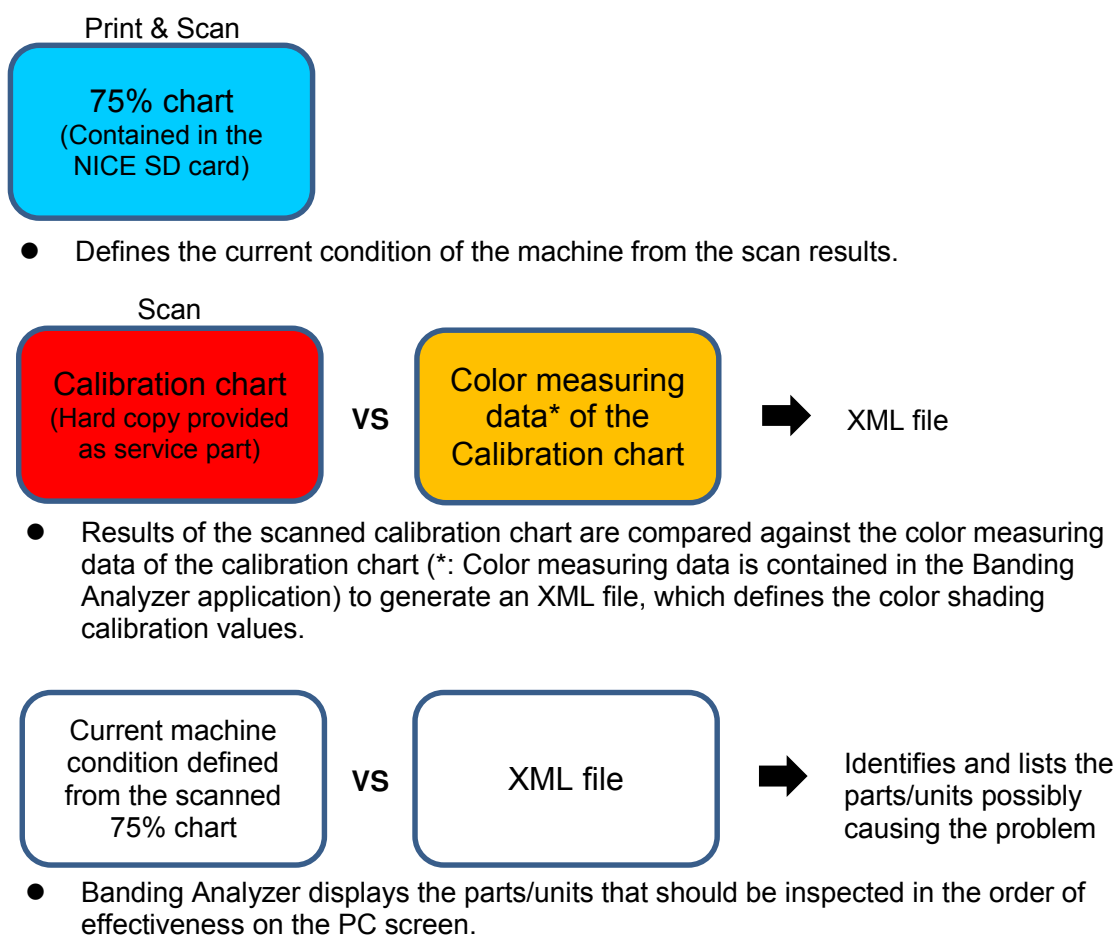 Print & Scan
75% chart
(Contained in the
NICE SD card)
● Defines the current condition of the machine from the scan results.
Scan
Calibration chart
(Hard copy provided
as service part)
VS
Color measuring
data* of the
Calibration chart
XML file
● Results of the scanned calibration chart are compared against the color measuring
data of the calibration chart (*: Color measuring data is contained in the Banding
Analyzer application) to generate an XML file, which defines the color shading
calibration values.
Current machine
condition defined
from the scanned
75% chart
VS
XML file
Identifies and lists the
parts/units possibly
causing the problem
● Banding Analyzer displays the parts/units that should be inspected in the order of
effectiveness on the PC screen.